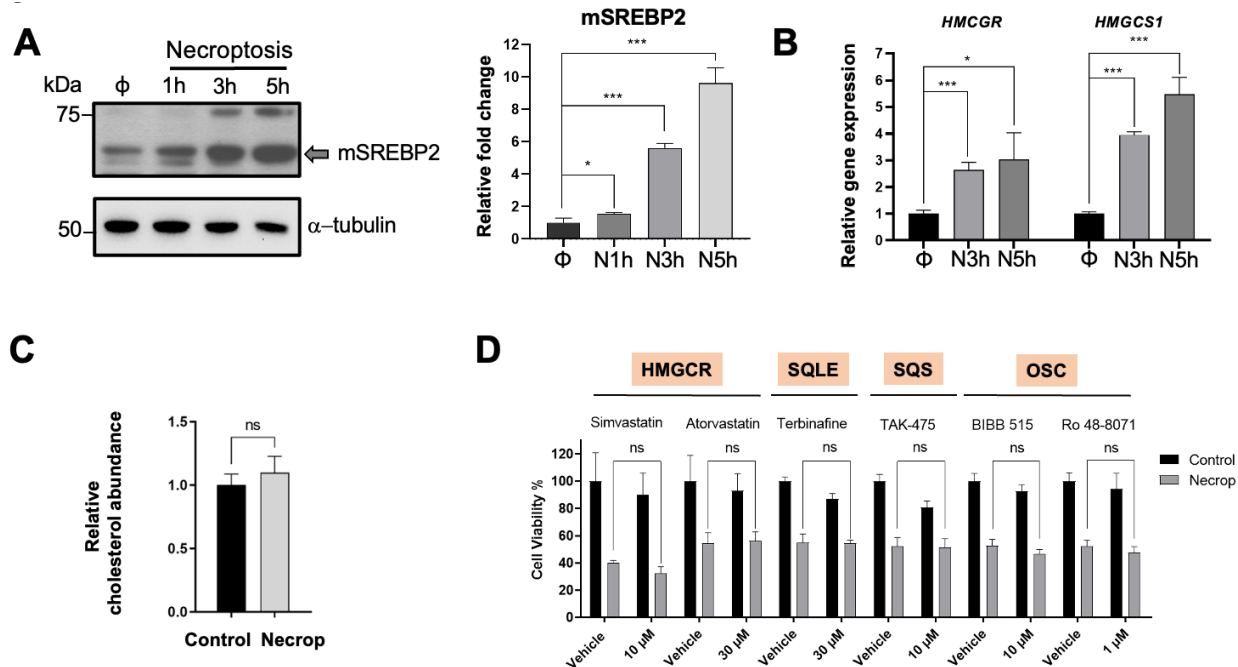 A
Necroptosis
kDa Φ 1h 3h 5h
75
mSREBP2
50
α–tubulin
mSREBP2
Relative fold change
12
10
8
6
4
2
0
***
***
*
Φ N1h N3h N5h
B
HMCGR HMGCS1
Relative gene expression
7
6
5
4
3
2
1
0
*
***
***
***
Φ N3h N5h Φ N3h N5h
C
Relative
cholesterol abundance
1.5
1.0
0.5
0.0
ns
Control Necrop
D
HMGCR SQLE SQS OSC
Simvastatin Atorvastatin Terbinafine TAK-475 BIBB 515 Ro 48-8071
ns ns ns ns ns ns
Cell Viability %
120
100
80
60
40
20
0
Vehicle 10 µM Vehicle 30 µM Vehicle 30 µM Vehicle 10 µM Vehicle 10 µM Vehicle 1 µM
Control
Necrop